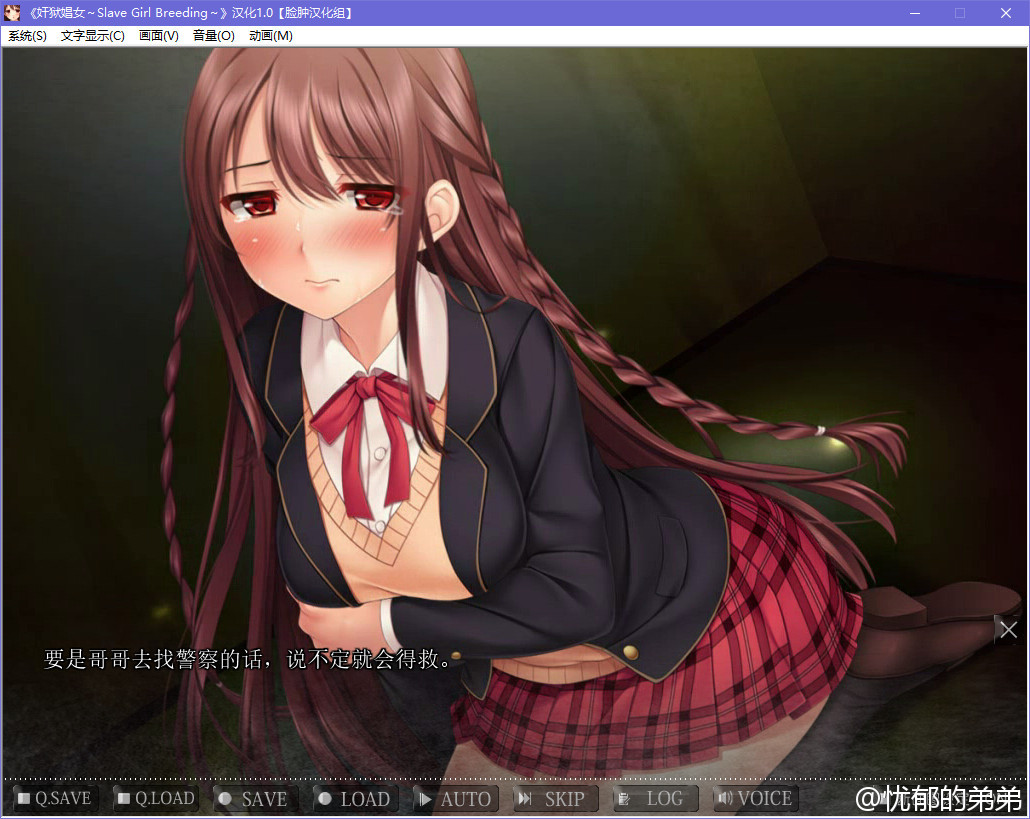 《奸狱娼女～Slave Girl Breeding～》汉化1.0【脸肿汉化组】
系统(S) 文字显示(C) 画面(V) 音量(O) 动画(M)
要是哥哥去找警察的话，说不定就会得救。
Q.SAVE Q.LOAD SAVE LOAD AUTO SKIP LOG VOICE
@忧郁的弟弟